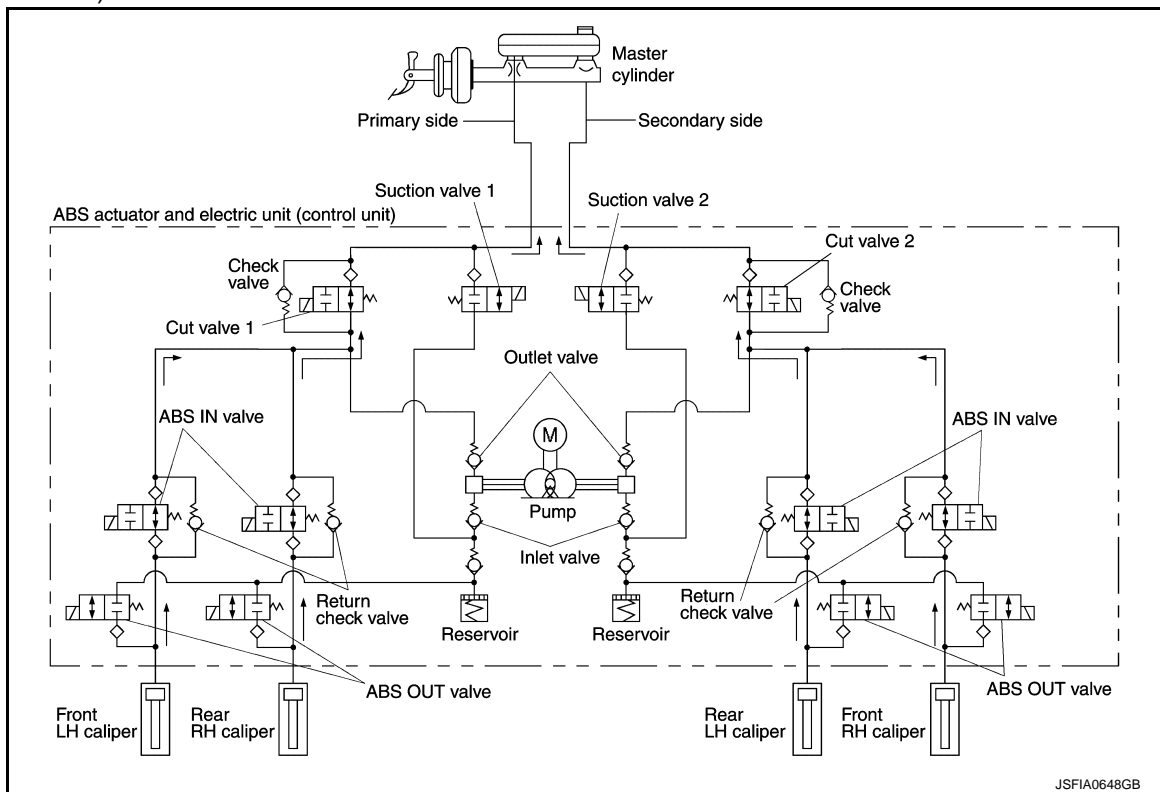 Master
cylinder
Primary side
Secondary side
Suction valve 1
Suction valve 2
ABS actuator and electric unit (control unit)
Cut valve 2
Check
valve
Check
valve
Cut valve 1
Outlet valve
ABS IN valve
ABS IN valve
M
Pump
Inlet valve
Return
check valve
Return
check valve
Reservoir
Reservoir
ABS OUT valve
ABS OUT valve
Front
LH caliper
Rear
RH caliper
Rear
LH caliper
Front
RH caliper
JSFIA0648GB